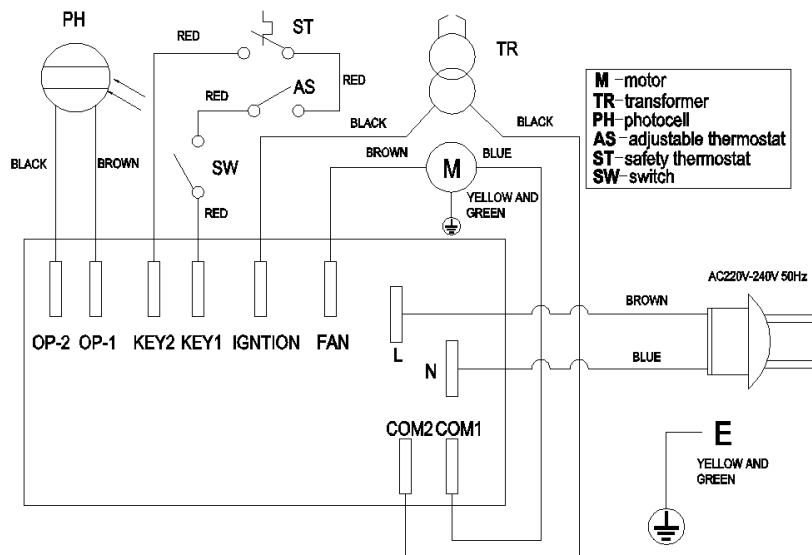 PH
RED
ST
TR
RED
RED
AS
BLACK
BLACK
M-motor
TR-transformer
PH-photocell
AS-adjustable thermostat
ST-safety thermostat
SW-switch
BLACK
BROWN
SW
BROWN
M
BLUE
RED
YELLOW AND
GREEN
AC220V-240V 50Hz
BROWN
OP-2 OP-1 KEY2 KEY1 IGNTION FAN
L
N
BLUE
COM2 COM1
E
YELLOW AND
GREEN